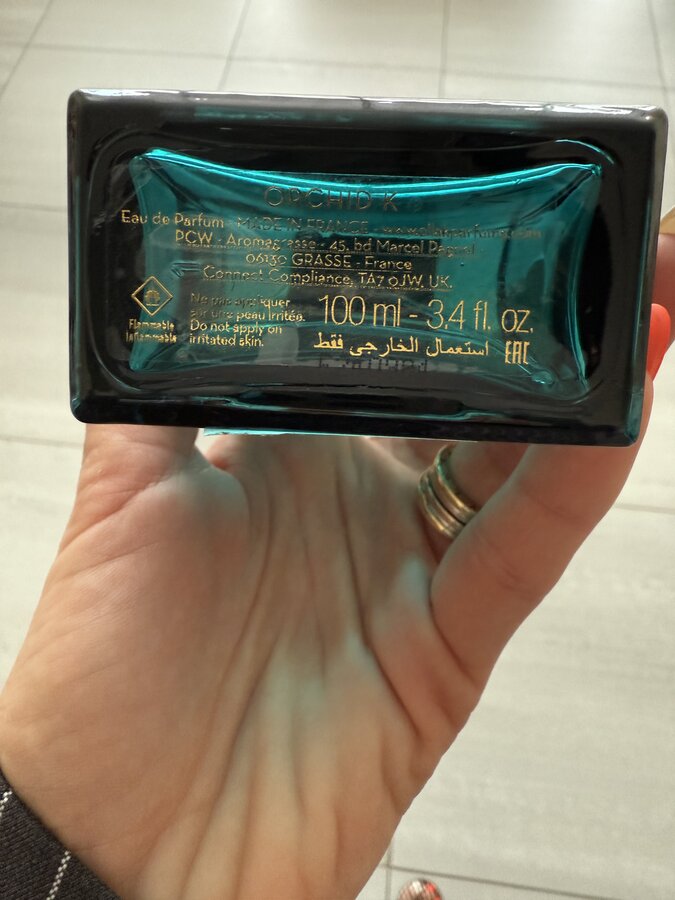 ORCHID K
Eau de Parfum - MADE IN FRANCE -
PCW - Aromagrasse - 45, bd Marcel Pagnol -
06130 GRASSE - France
Connect Compliance, TA7 0JW, UK.
Flammable
Inflammable
Ne pas appliquer
sur une peau irritée.
Do not apply on
irritated skin.
100 ml - 3.4 fl. oz.
استعمال الخارجي فقط
EAC